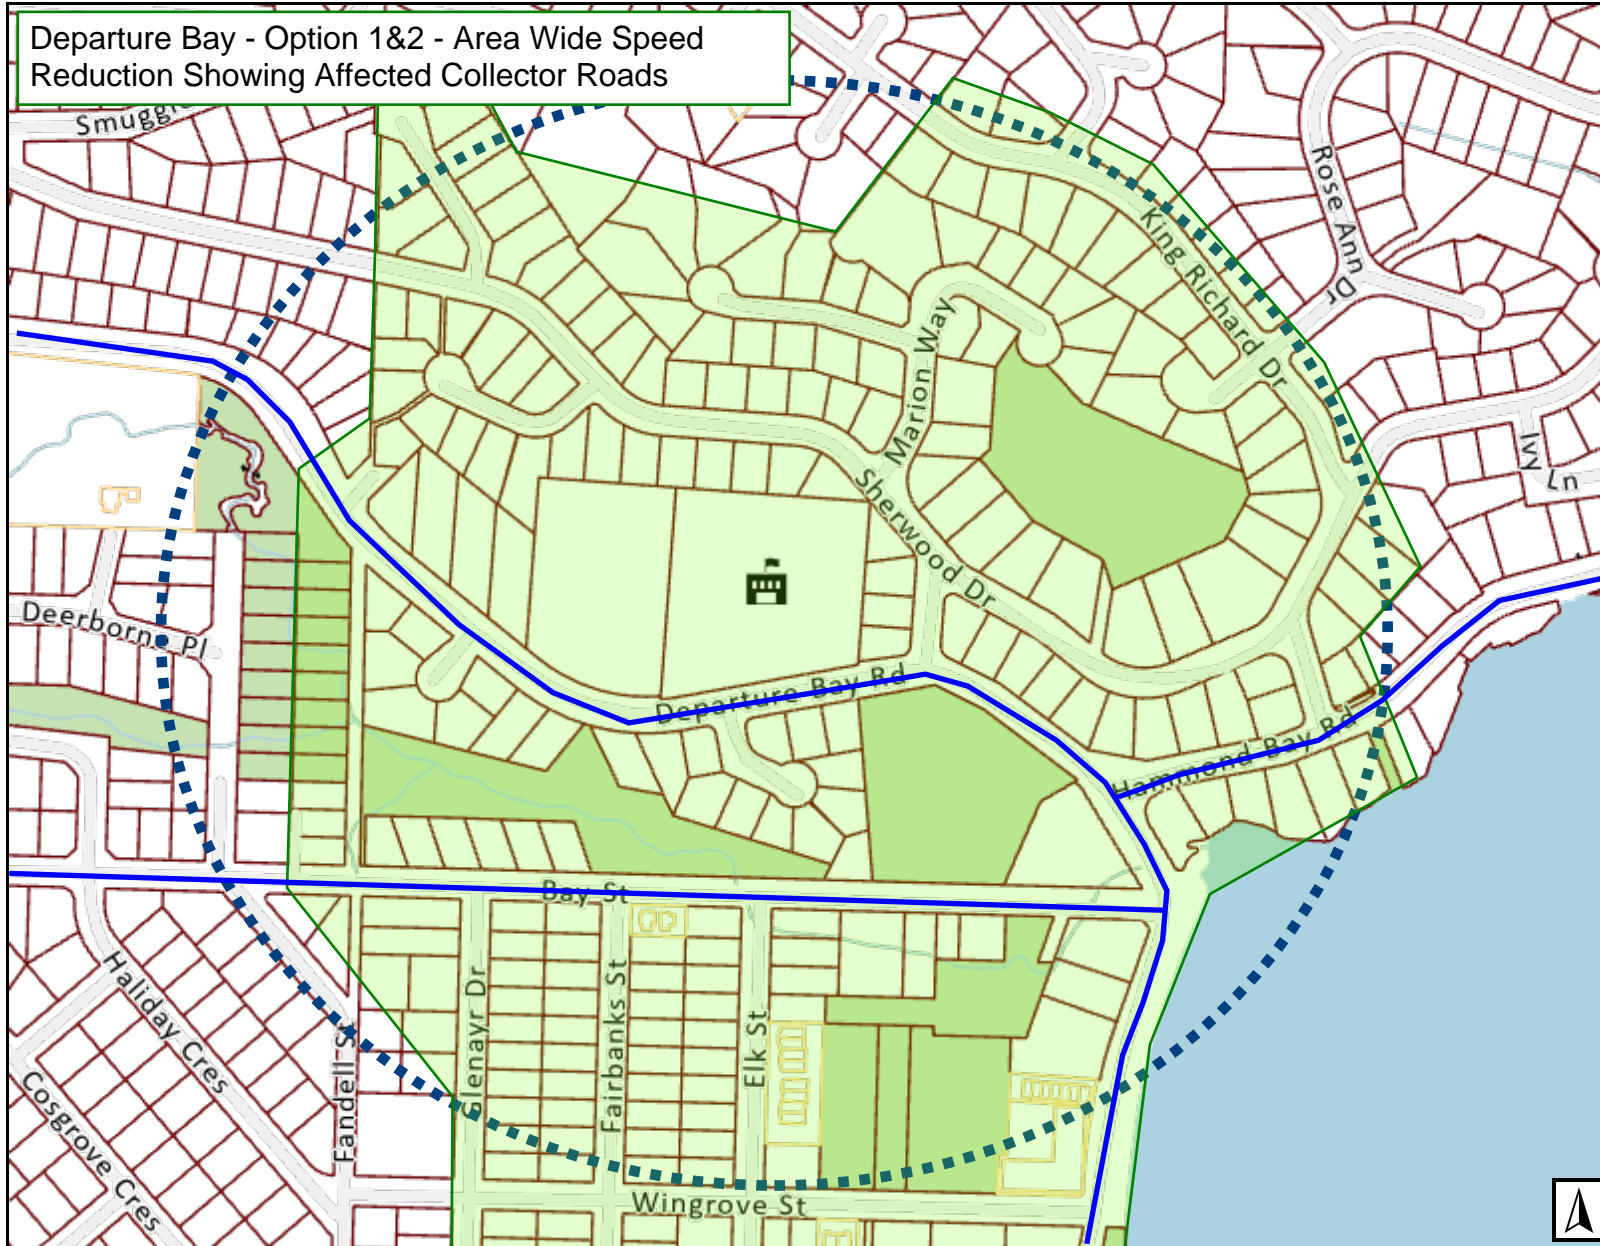 Departure Bay - Option 1&2 - Area Wide Speed
Reduction Showing Affected Collector Roads
Rose Ann Dr
King Richard Dr
Marion Way
Sherwood Dr
Ivy Ln
Deerborne Pl
Departure Bay Rd
Hammond Bay Rd
Bay St
Haliday Cres
Cosgrove Cres
Fandell St
Glenayr Dr
Fairbanks St
Elk St
Wingrove St